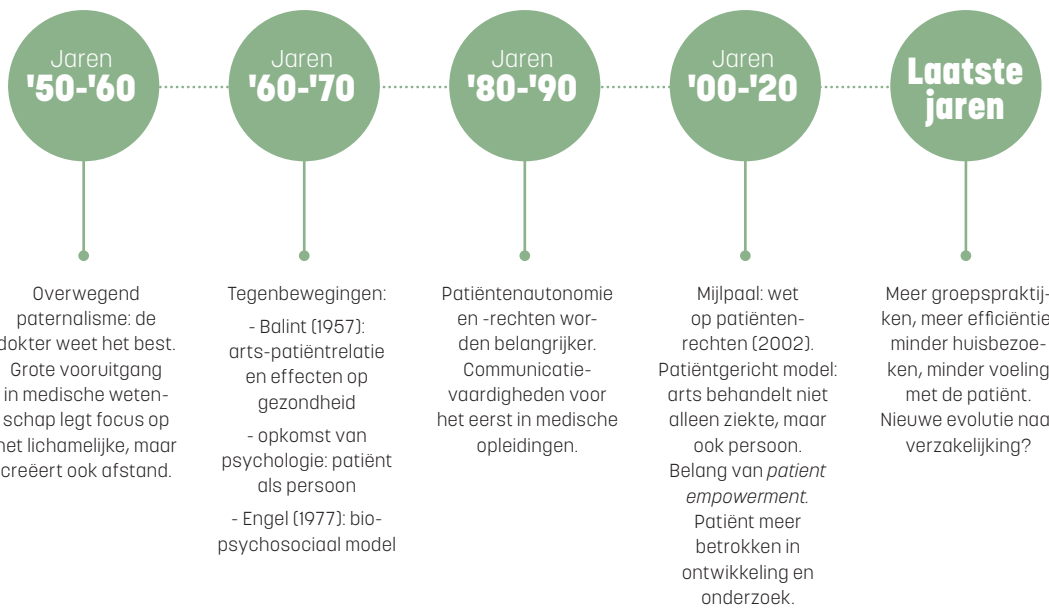 Jaren
'50-'60
Overwegend
paternalisme: de
dokter weet het best.
Grote vooruitgang
in medische weten-
schap legt focus op
het lichamelijke, maar
creëert ook afstand.
Jaren
'60-'70
Tegenbewegingen:
- Balint (1957):
arts-patiëntrelatie
en effecten op
gezondheid
- opkomst van
psychologie: patiënt
als persoon
- Engel (1977): bio-
psychosociaal model
Jaren
'80-'90
Patiëntenautonomie
en -rechten wor-
den belangrijker.
Communicatie-
vaardigheden voor
het eerst in medische
opleidingen.
Jaren
'00-'20
Mijlpaal: wet
op patiënten-
rechten (2002).
Patiëntgericht model:
arts behandelt niet
alleen ziekte, maar
ook persoon.
Belang van patient
empowerment.
Patiënt meer
betrokken in
ontwikkeling en
onderzoek.
Laatste
jaren
Meer groepspraktij-
ken, meer efficiëntie
minder huisbezoe-
ken, minder voeling
met de patiënt.
Nieuwe evolutie naa
verzakelijking?